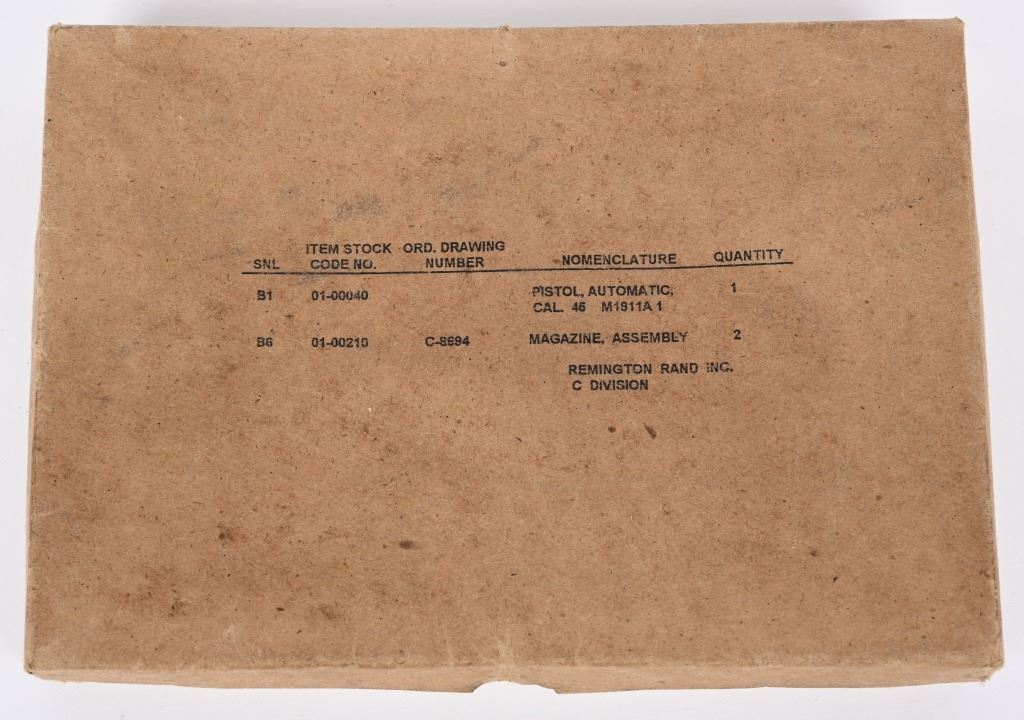 ITEM STOCK ORD. DRAWING
SNL CODE NO. NUMBER NOMENCLATURE QUANTITY
B1 01-00040 PISTOL, AUTOMATIC, 1
CAL. 45 M1911A1
B6 01-00210 C-8694 MAGAZINE, ASSEMBLY 2
REMINGTON RAND INC.
C DIVISION